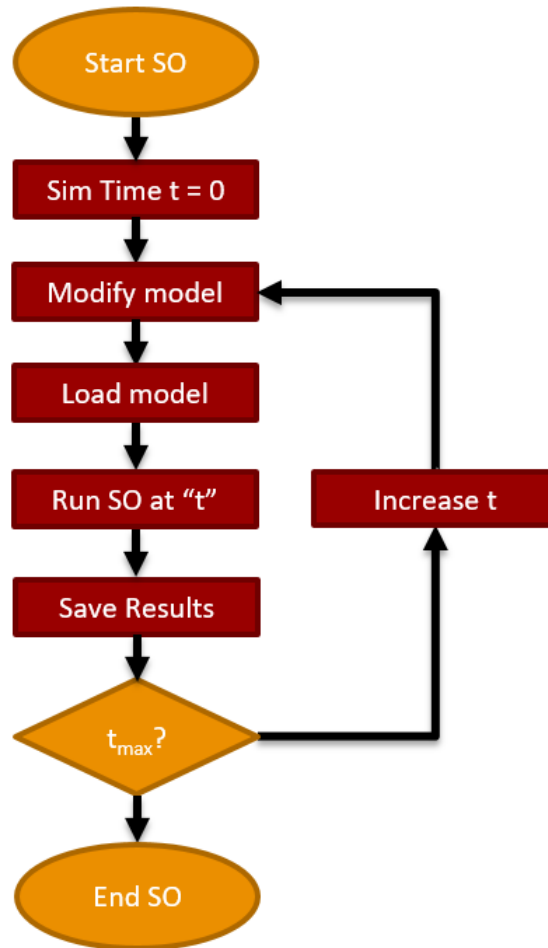 Start SO
Sim Time t = 0
Modify model
Load model
Run SO at “t”
Increase t
Save Results
tmax?
End SO